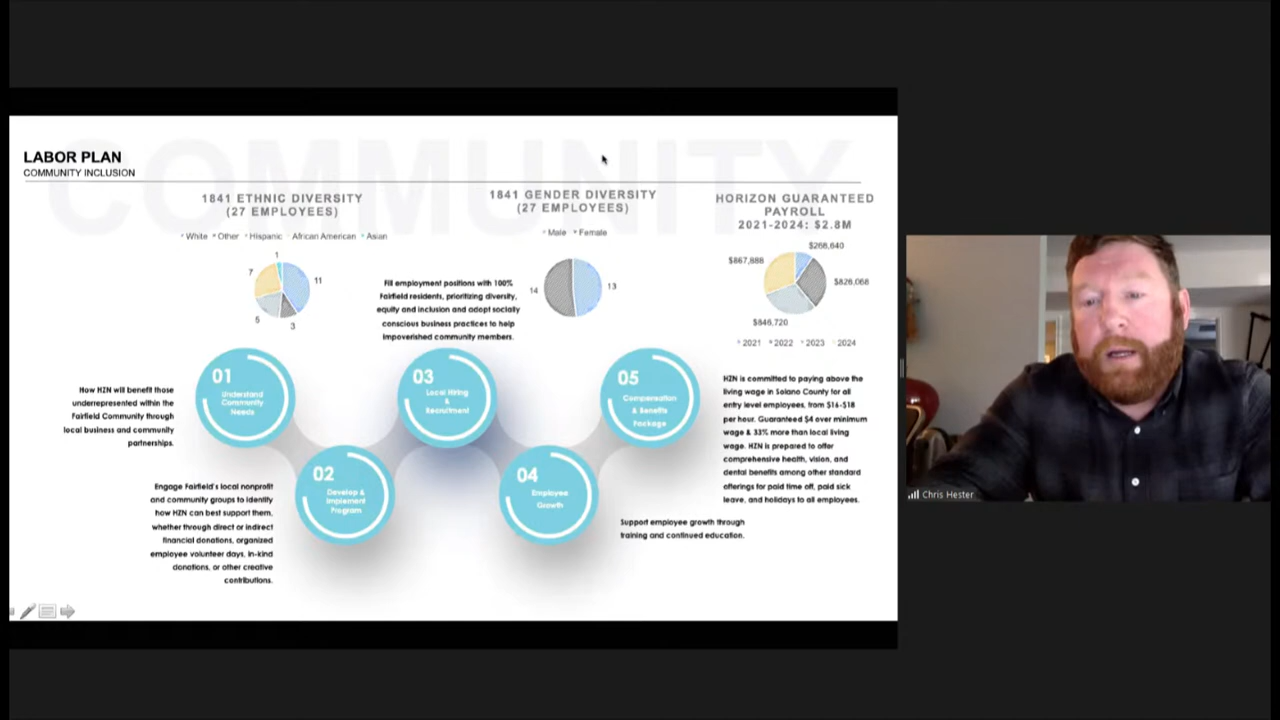 COMMUNITY
LABOR PLAN
COMMUNITY INCLUSION
1841 ETHNIC DIVERSITY
(27 EMPLOYEES)
White Other Hispanic African American Asian
1
7
11
5
3
1841 GENDER DIVERSITY
(27 EMPLOYEES)
Male Female
14
13
HORIZON GUARANTEED
PAYROLL
2021-2024: $2.8M
$268,640
$867,888
$826,068
$846,720
2021 2022 2023 2024
Fill employment positions with 100%
Fairfield residents, prioritizing diversity,
equity and inclusion and adopt socially
conscious business practices to help
impoverished community members.
01
Understand
Community
Needs
03
Local Hiring
&
Recruitment
05
Compensation
& Benefits
Package
How HZN will benefit those
underrepresented within the
Fairfield Community through
local business and community
partnerships.
02
Develop &
Implement
Program
04
Employee
Growth
Engage Fairfield's local nonprofit
and community groups to identify
how HZN can best support them,
whether through direct or indirect
financial donations, organized
employee volunteer days, in-kind
donations, or other creative
contributions.
Support employee growth through
training and continued education.
HZN is committed to paying above the
living wage in Solano County for all
entry level employees, from $16-$18
per hour. Guaranteed $4 over minimum
wage & 33% more than local living
wage. HZN is prepared to offer
comprehensive health, vision, and
dental benefits among other standard
offerings for paid time off, paid sick
leave, and holidays to all employees.
Chris Hester